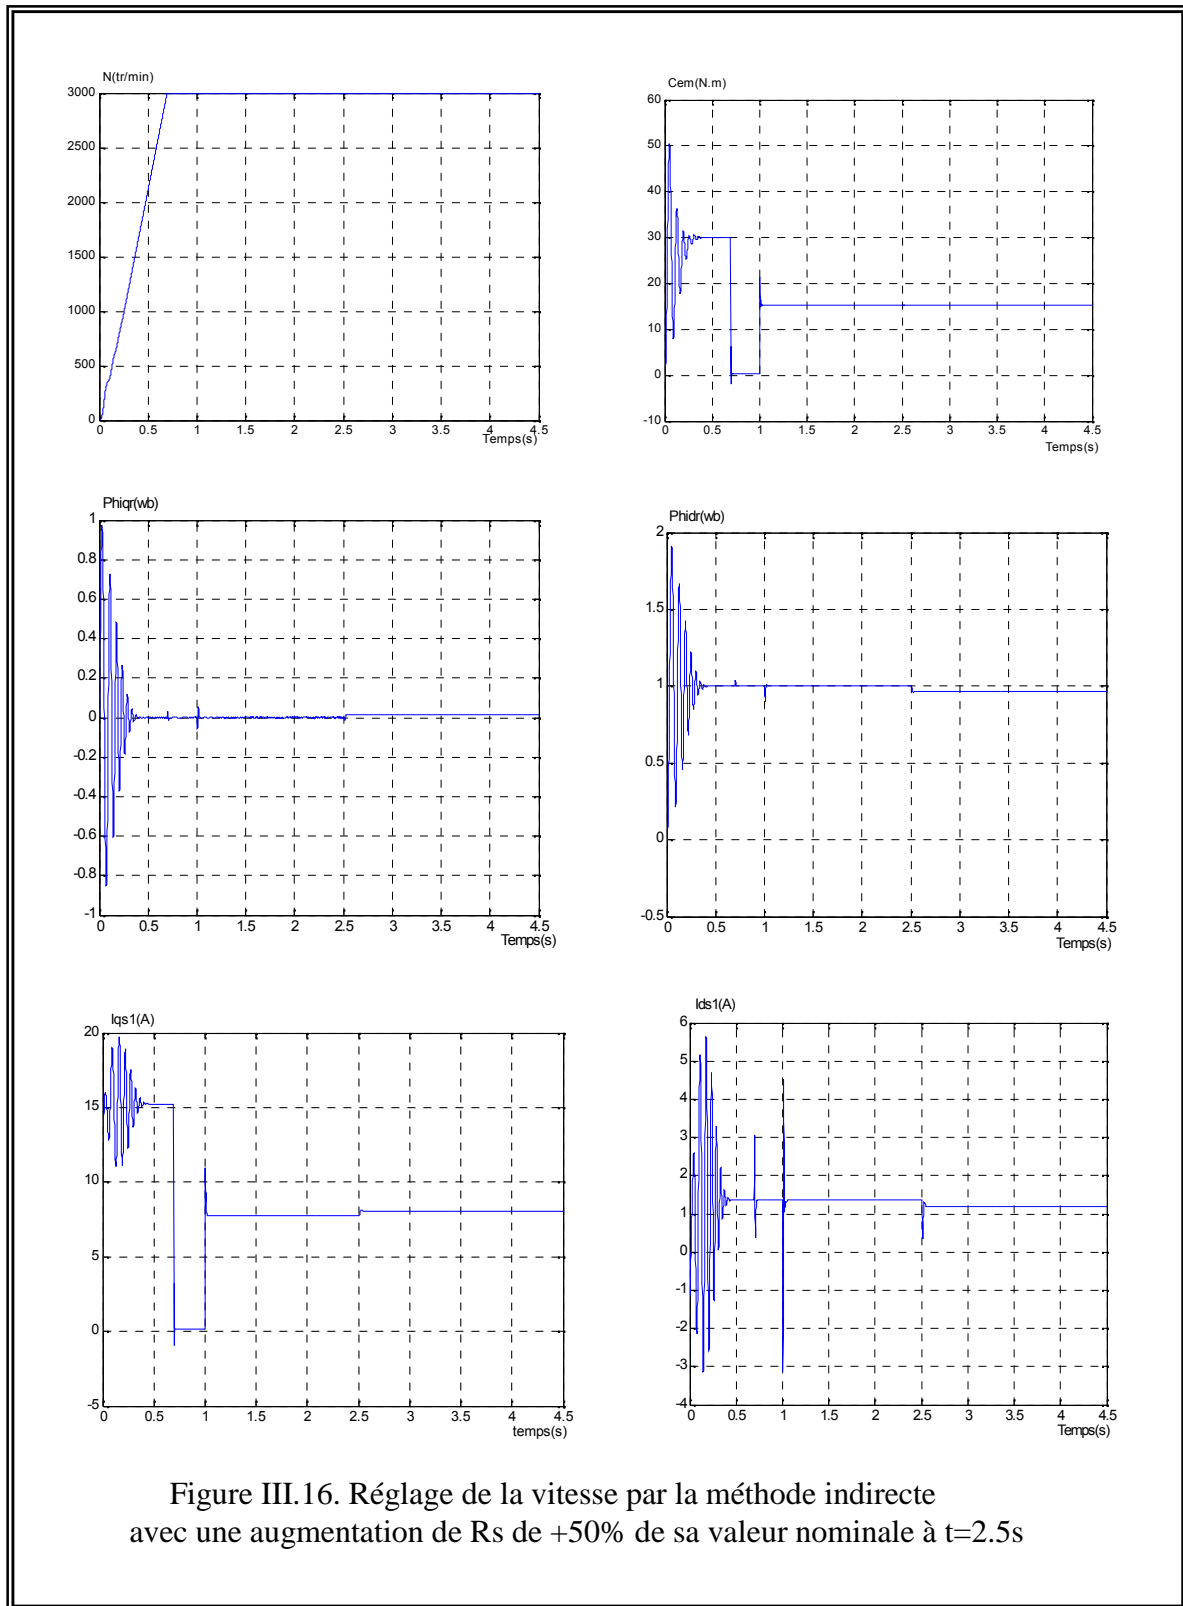 N(tr/min)
3000
2500
2000
1500
1000
500
0
0 0.5 1 1.5 2 2.5 3 3.5 4 4.5
Temps(s)
Cem(N.m)
60
50
40
30
20
10
0
-10
0 0.5 1 1.5 2 2.5 3 3.5 4 4.5
Temps(s)
Phiqr(wb)
1
0.8
0.6
0.4
0.2
0
-0.2
-0.4
-0.6
-0.8
-1
0 0.5 1 1.5 2 2.5 3 3.5 4 4.5
Temps(s)
Phidr(wb)
2
1.5
1
0.5
0
-0.5
0 0.5 1 1.5 2 2.5 3 3.5 4 4.5
Temps(s)
Iqs1(A)
20
15
10
5
0
-5
0 0.5 1 1.5 2 2.5 3 3.5 4 4.5
temps(s)
Ids1(A)
6
5
4
3
2
1
0
-1
-2
-3
-4
0 0.5 1 1.5 2 2.5 3 3.5 4 4.5
Temps(s)
Figure III.16. Réglage de la vitesse par la méthode indirecte
avec une augmentation de Rs de +50% de sa valeur nominale à t=2.5s